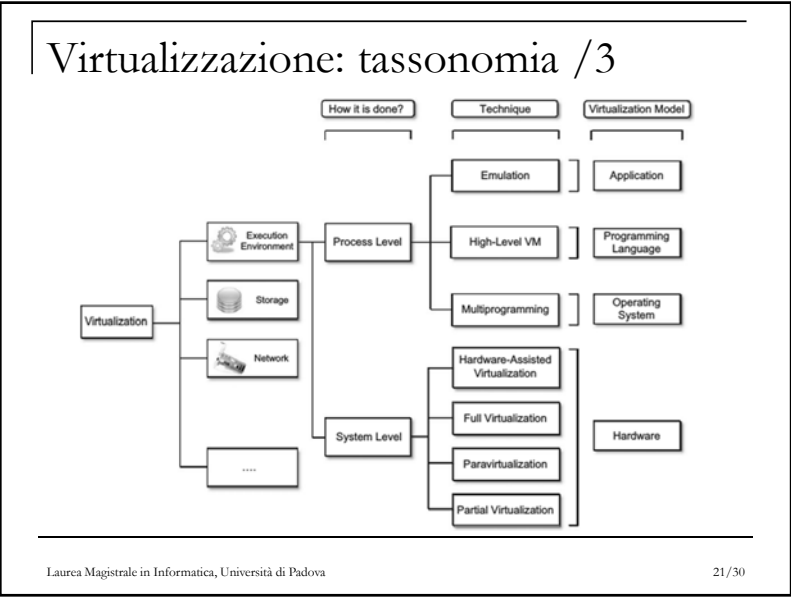 Virtualizzazione: tassonomia /3
How it is done?
Technique
Virtualization Model
Emulation
Application
Execution
Environment
Process Level
High-Level VM
Programming
Language
Storage
Multiprogramming
Operating
System
Virtualization
Network
Hardware-Assisted
Virtualization
Full Virtualization
System Level
Hardware
Paravirtualization
....
Partial Virtualization
Laurea Magistrale in Informatica, Università di Padova
21/30